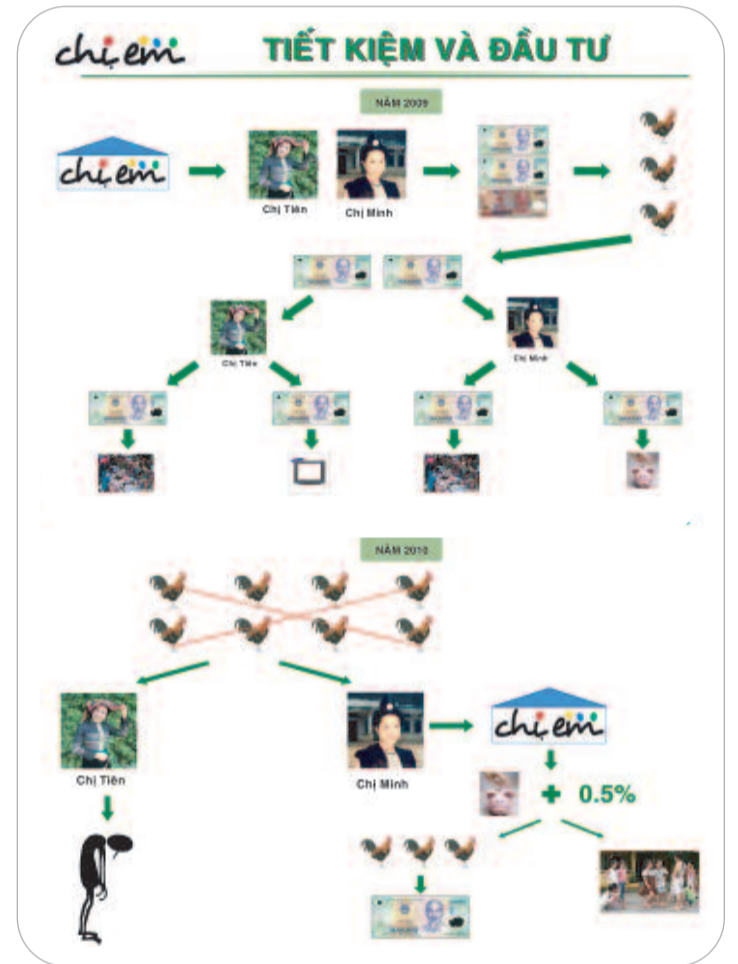 chị em
TIẾT KIỆM VÀ ĐẦU TƯ
NĂM 2009
chị em
Chị Tiên
Chị Minh
Chị Tiên
Chị Minh
NĂM 2010
Chị Tiên
Chị Minh
chị em
0.5%